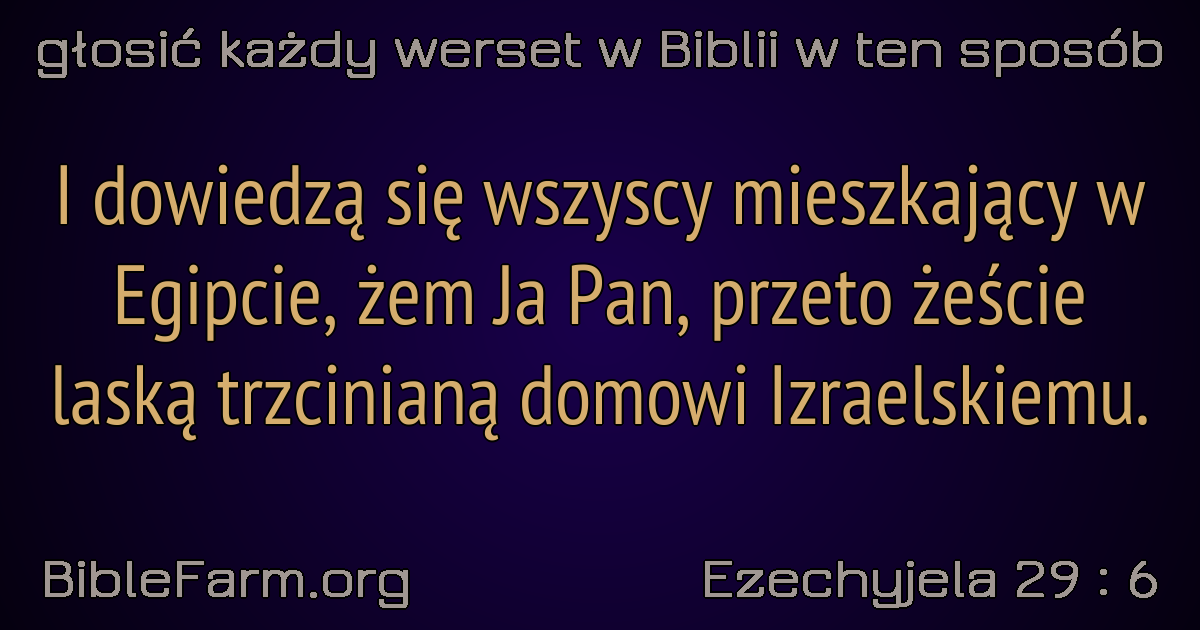 głosić każdy werset w Biblii w ten sposób
I dowiedzą się wszyscy mieszkający w
Egipcie, żem Ja Pan, przeto żeście
laską trzcinianą domowi Izraelskiemu.
BibleFarm.org
Ezechyjela 29 : 6